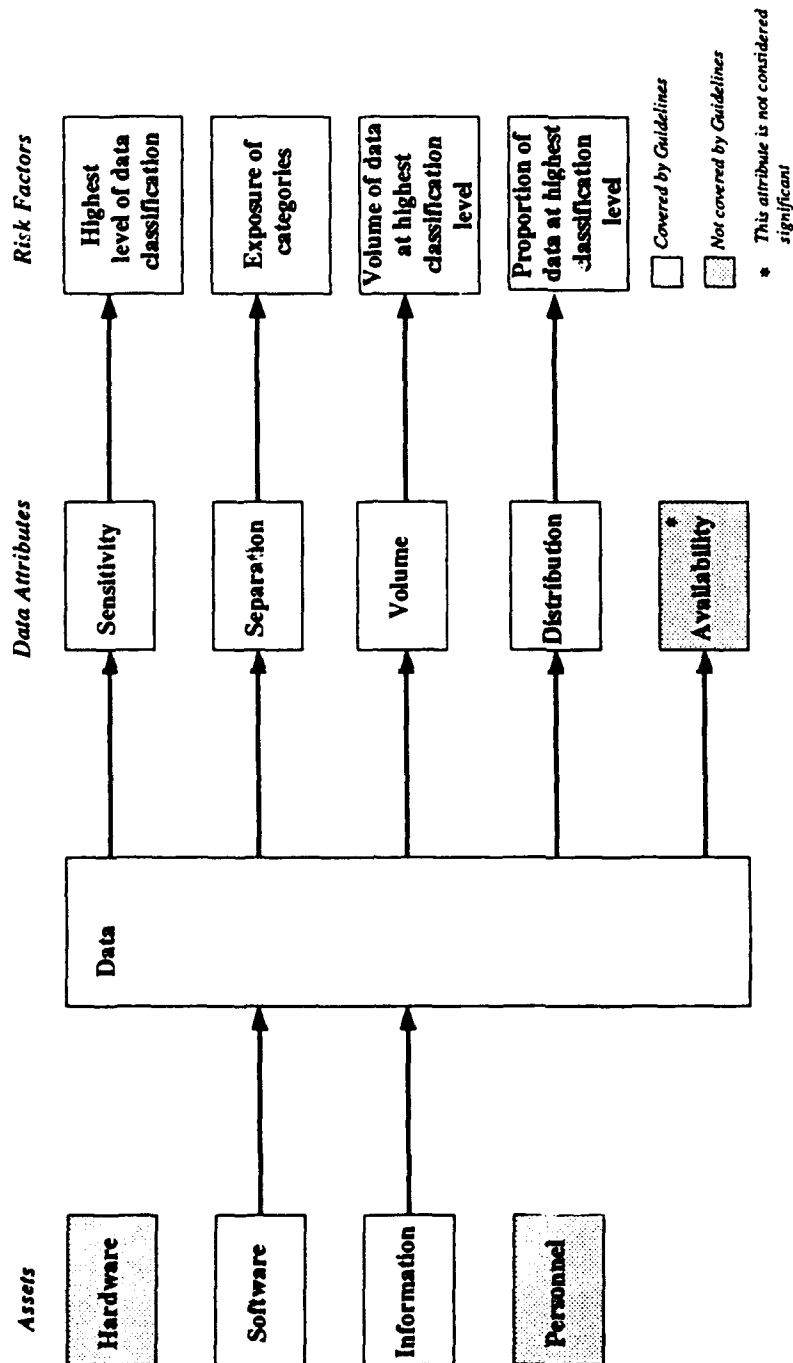 Assets
Data Attributes
Risk Factors
Hardware
Software
Information
Personnel
Data
Sensitivity
Separation
Volume
Distribution
*
Availability
Highest
level of data
classification
Exposure of
categories
Volume of data
at highest
classification
level
Proportion of
data at highest
classification
level
Covered by Guidelines
Not covered by Guidelines
* This attribute is not considered
significant